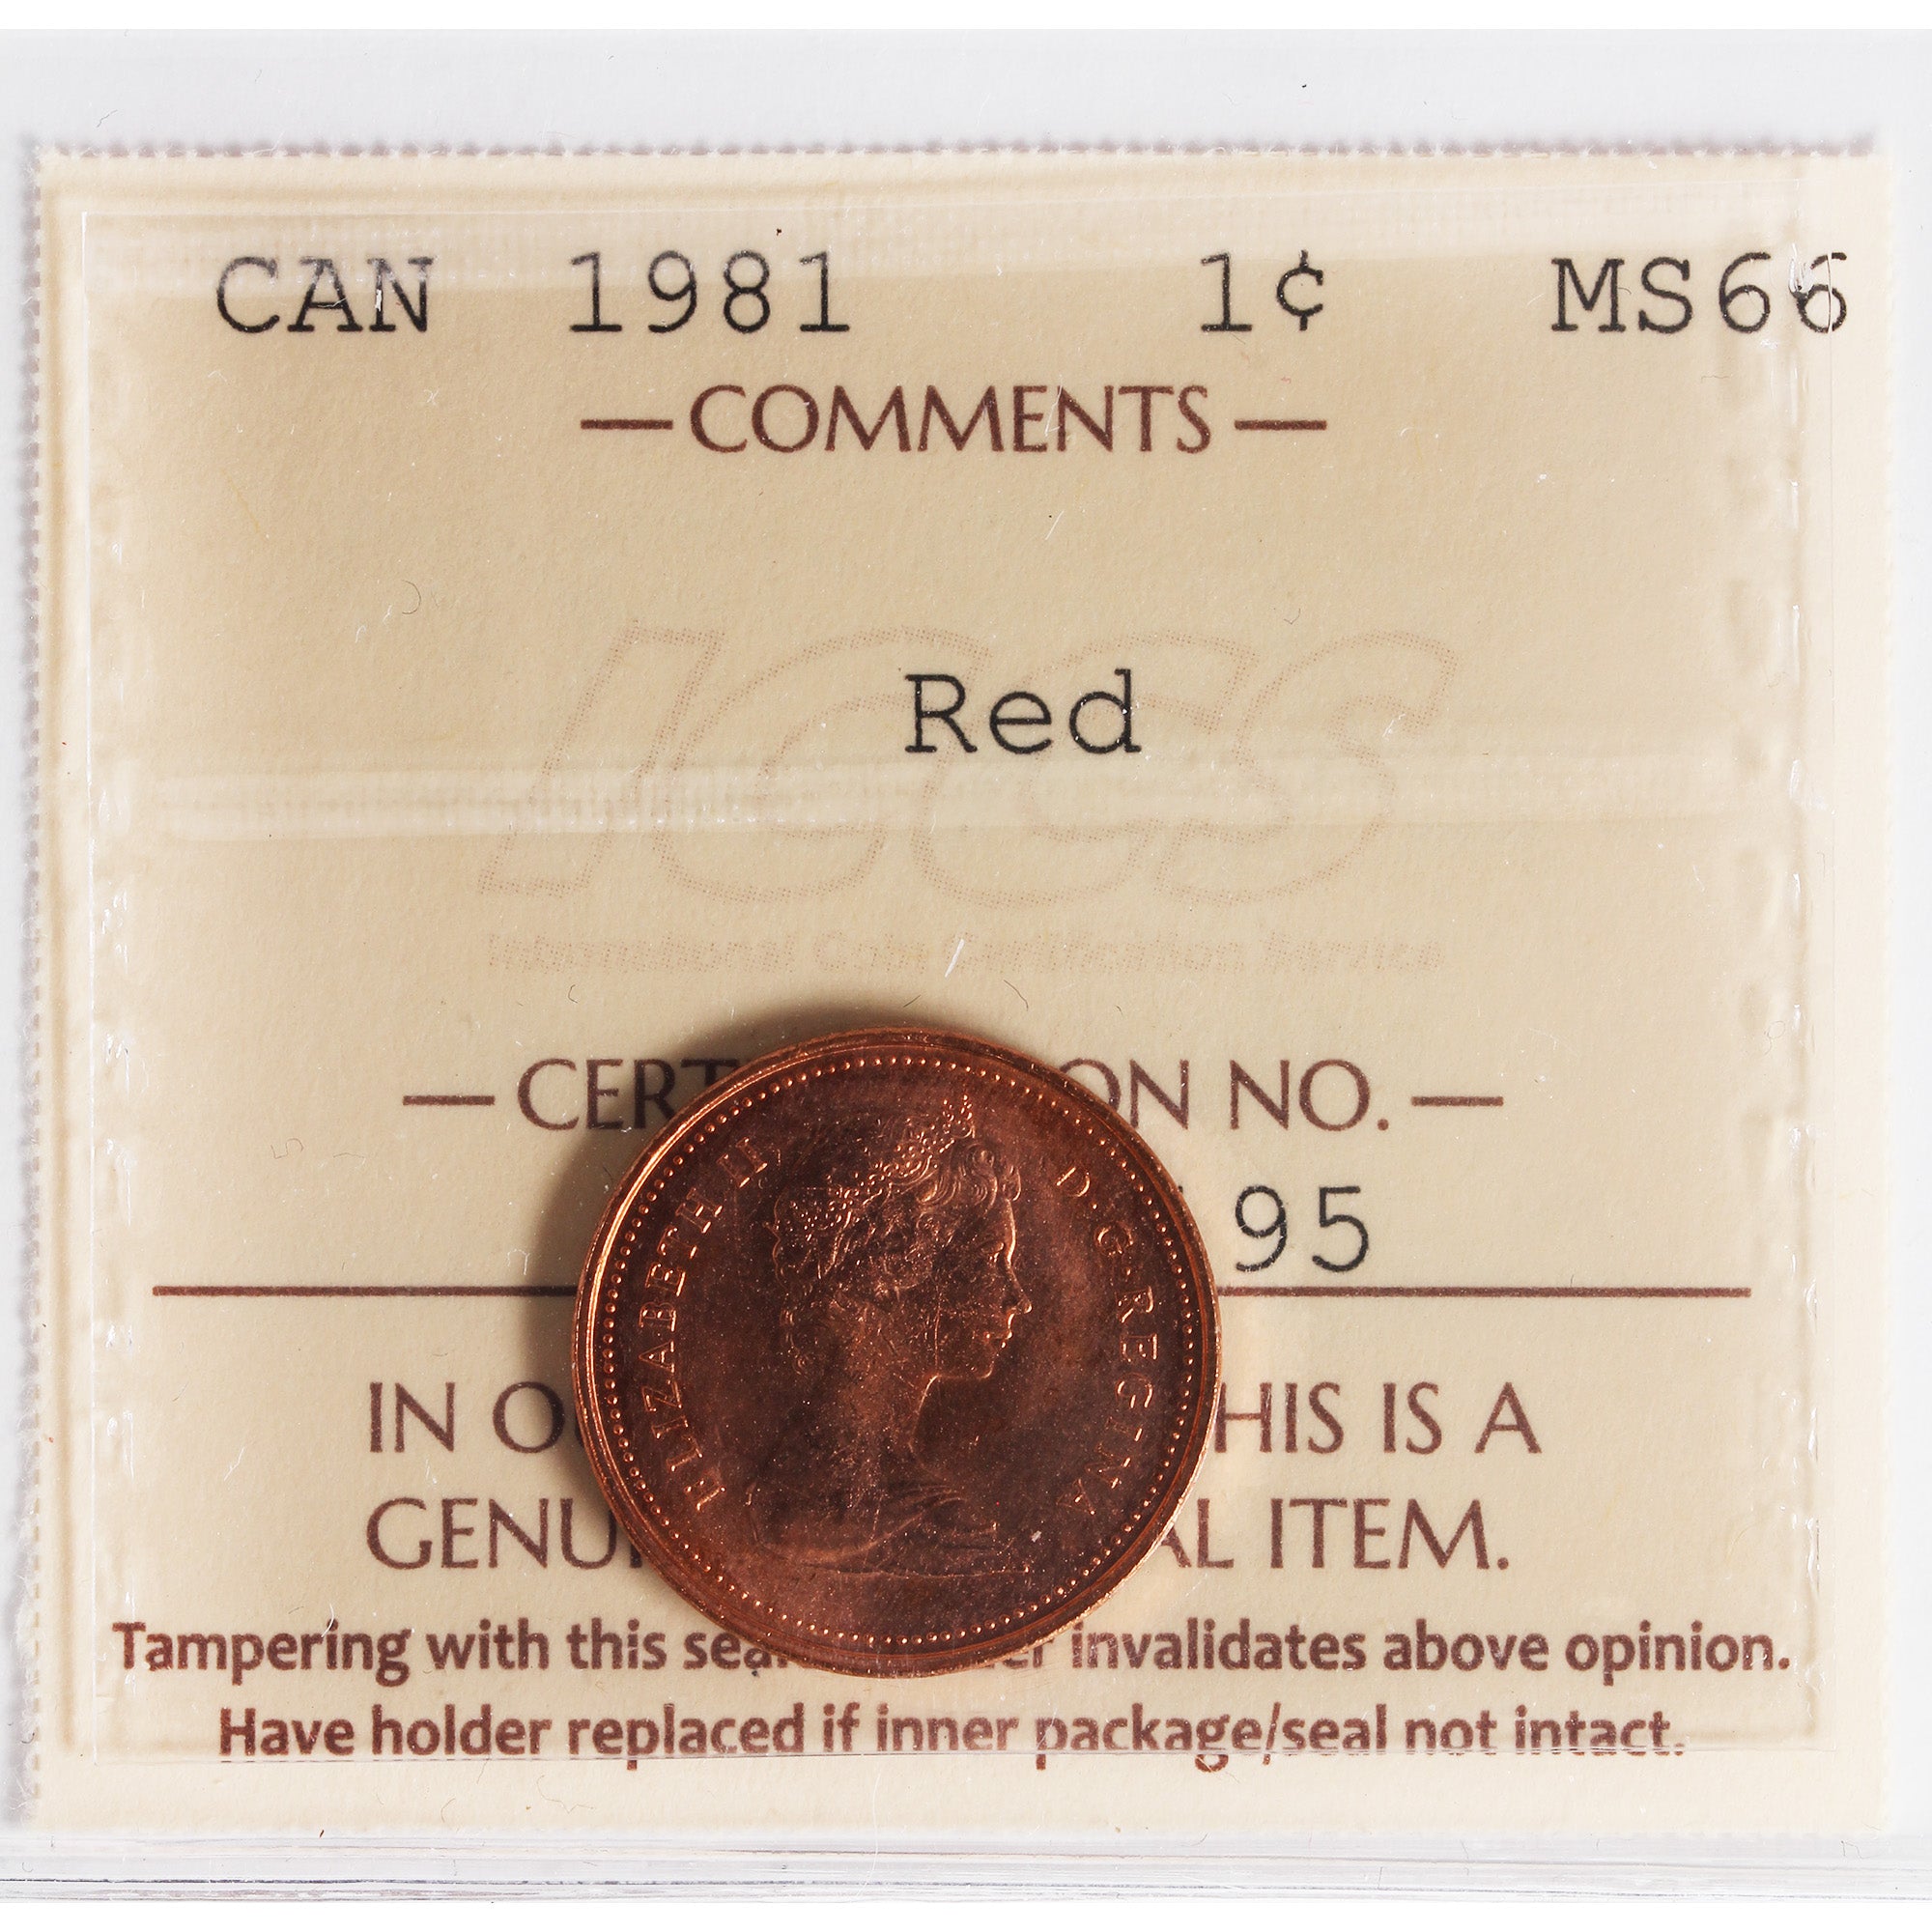 CAN 1981 1¢ MS66
—COMMENTS—
Red
ICCS
International Coin Certification Service
—CERT ON NO.—
95
IN O HIS IS A
GENU AL ITEM.
Tampering with this sea er invalidates above opinion.
Have holder replaced if inner package/seal not intact.
ELIZABETH II D·G·REGINA